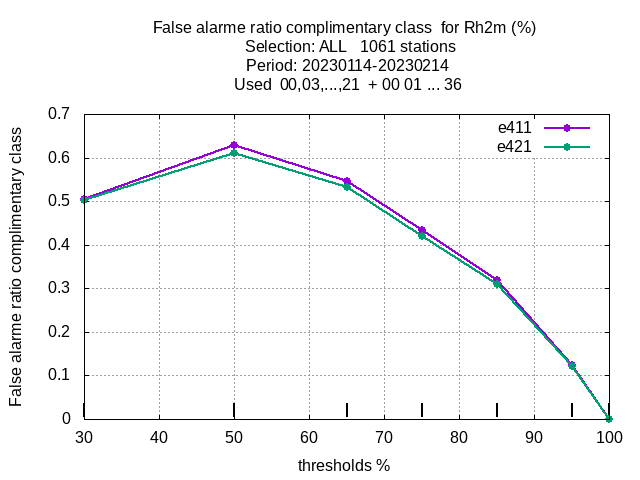 False alarme ratio complimentary class  for Rh2m (%)
Selection: ALL   1061 stations
Period: 20230114-20230214
Used  00,03,...,21  + 00 01 ... 36
e411
e421
False alarme ratio complimentary class
0.7
0.6
0.5
0.4
0.3
0.2
0.1
0
30 40 50 60 70 80 90 100
thresholds %